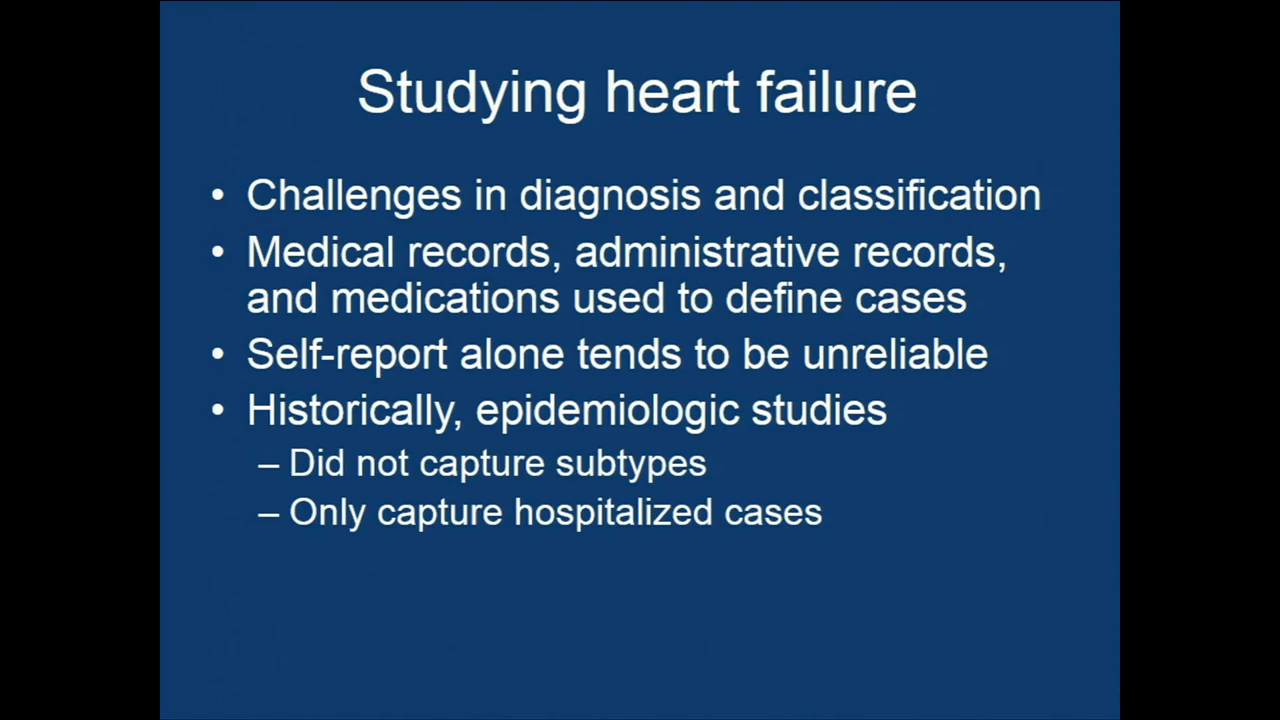 Studying heart failure
• Challenges in diagnosis and classification
• Medical records, administrative records,
and medications used to define cases
• Self-report alone tends to be unreliable
• Historically, epidemiologic studies
– Did not capture subtypes
– Only capture hospitalized cases